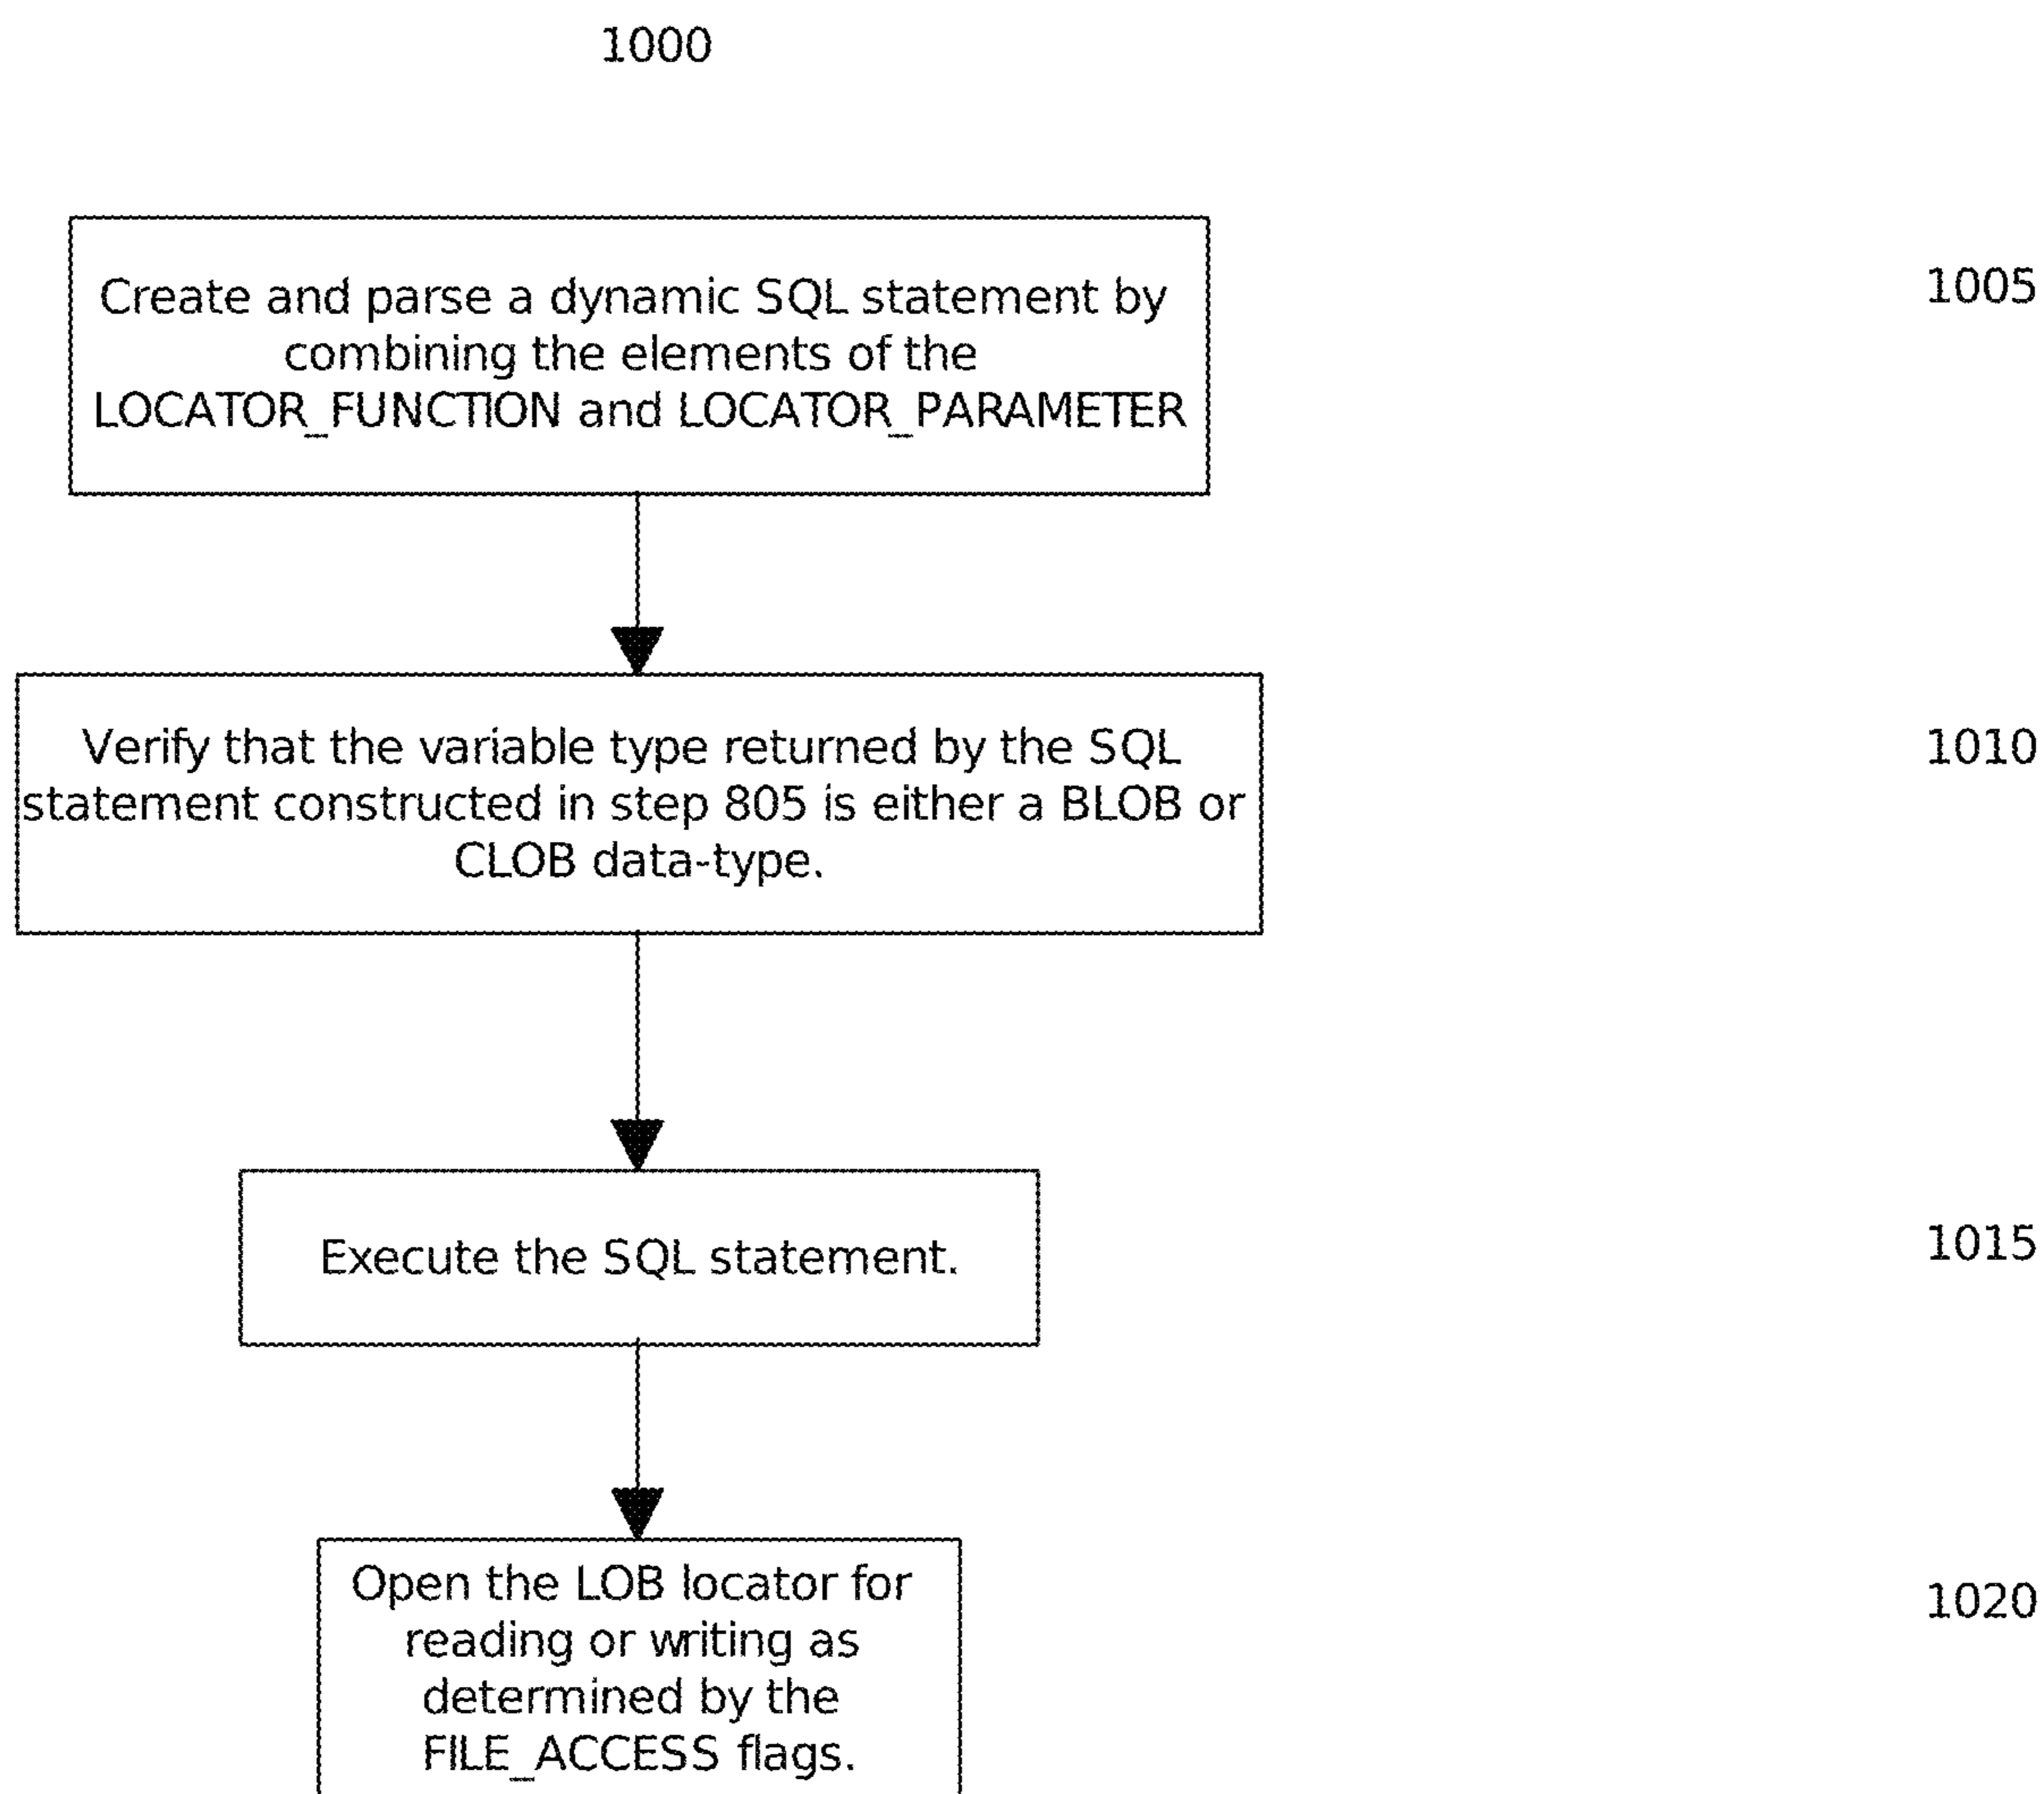 1000
Create and parse a dynamic SQL statement by
combining the elements of the
LOCATOR_FUNCTION and LOCATOR_PARAMETER
1005
Verify that the variable type returned by the SQL
statement constructed in step 805 is either a BLOB or
CLOB data-type.
1010
Execute the SQL statement.
1015
Open the LOB locator for
reading or writing as
determined by the
FILE_ACCESS flags.
1020